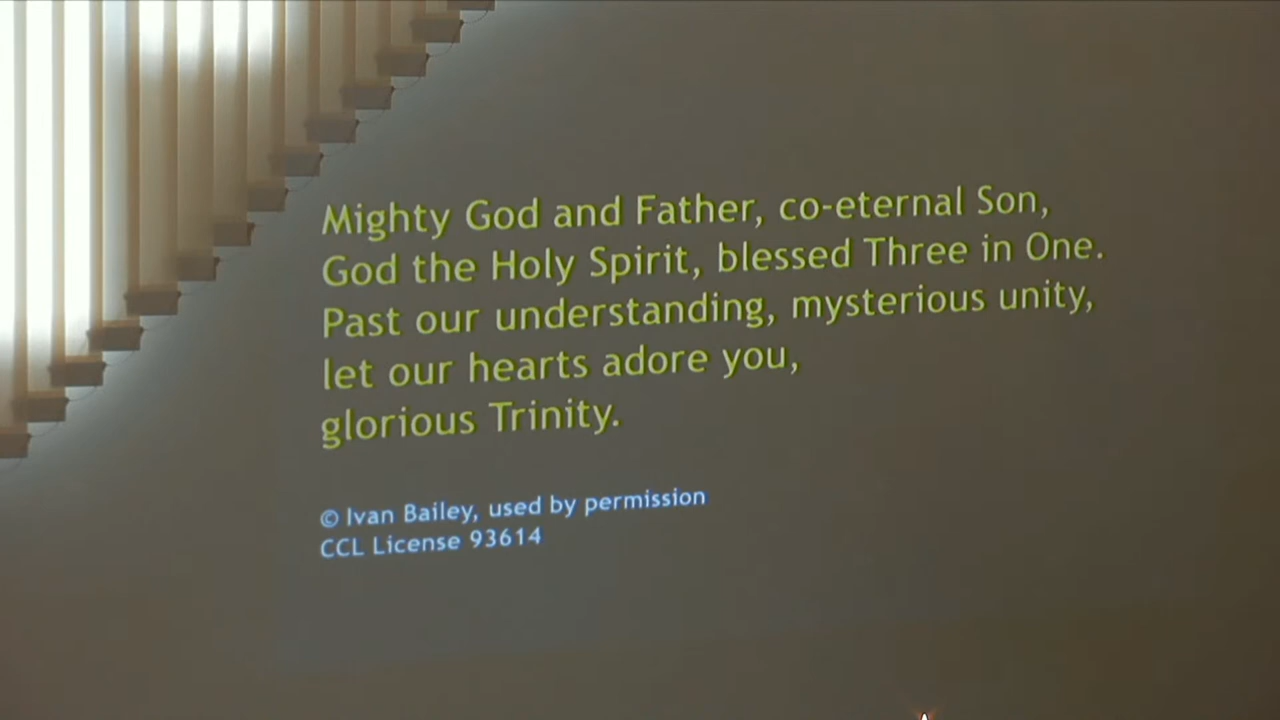 Mighty God and Father, co-eternal Son,
God the Holy Spirit, blessed Three in One.
Past our understanding, mysterious unity,
let our hearts adore you,
glorious Trinity.
© Ivan Bailey, used by permission
CCL License 93614